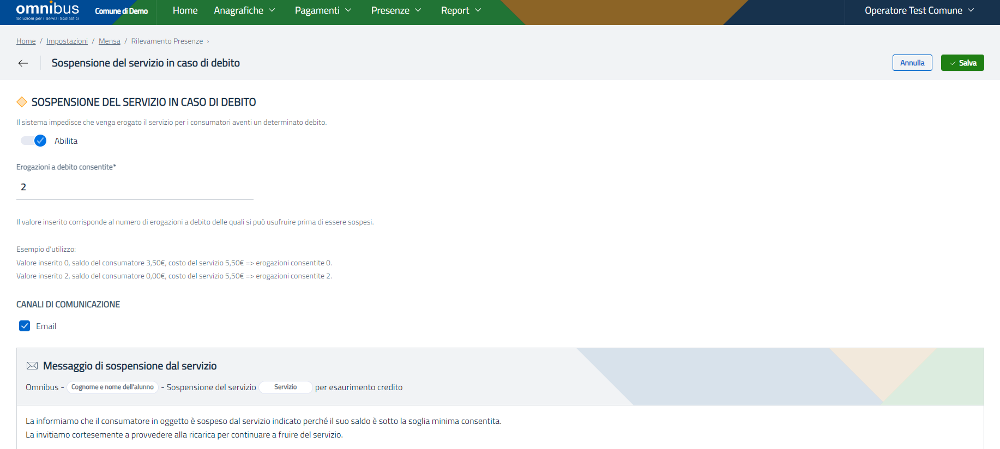 omnibus
Soluzioni per i Servizi Scolastici
Comune di Demo
Home
Anagrafiche
Pagamenti
Presenze
Report
Operatore Test Comune
Home / Impostazioni / Mensa / Rilevamento Presenze ›
Sospensione del servizio in caso di debito
Annulla
Salva
SOSPENSIONE DEL SERVIZIO IN CASO DI DEBITO
Il sistema impedisce che venga erogato il servizio per i consumatori aventi un determinato debito.
Abilita
Erogazioni a debito consentite*
2
Il valore inserito corrisponde al numero di erogazioni a debito delle quali si può usufruire prima di essere sospesi.
Esempio d'utilizzo:
Valore inserito 0, saldo del consumatore 3,50€, costo del servizio 5,50€ => erogazioni consentite 0.
Valore inserito 2, saldo del consumatore 0,00€, costo del servizio 5,50€ => erogazioni consentite 2.
CANALI DI COMUNICAZIONE
Email
Messaggio di sospensione dal servizio
Omnibus - Cognome e nome dell'alunno - Sospensione del servizio Servizio per esaurimento credito
La informiamo che il consumatore in oggetto è sospeso dal servizio indicato perché il suo saldo è sotto la soglia minima consentita.
La invitiamo cortesemente a provvedere alla ricarica per continuare a fruire del servizio.